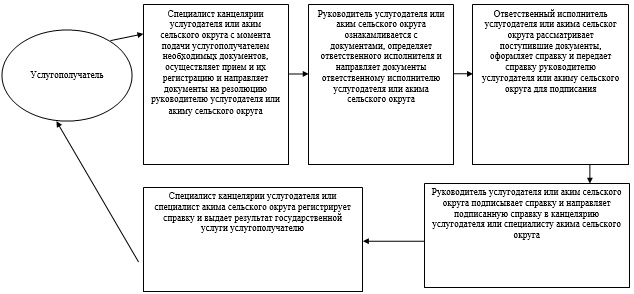 Услугополучатель
Специалист канцелярии
услугодателя или аким
сельского округа с момента
подачи услугополучателем
необходимых документов,
осуществляет прием и их
регистрацию и направляет
документы на резолюцию
руководителю услугодателя или
акиму сельского округа
Руководитель услугодателя или
аким сельского округа
ознакамливается с
документами, определяет
ответственного исполнителя и
направляет документы
ответственному исполнителю
услугодателя или акима
сельского округа
Ответственный исполнитель
услугодателя или акима сельског
округа рассматривает
поступившие документы,
оформляет справку и передает
справку руководителю
услугодателя или акиму сельского
округа для подписания
Руководитель услугодателя или аким сельского
округа подписывает справку и направляет
подписанную справку в канцелярию
услугодателя или специалисту акима сельского
округа
Специалист канцелярии услугодателя или
специалист акима сельского округа регистрирует
справку и выдает результат государственной
услуги услугополучателю